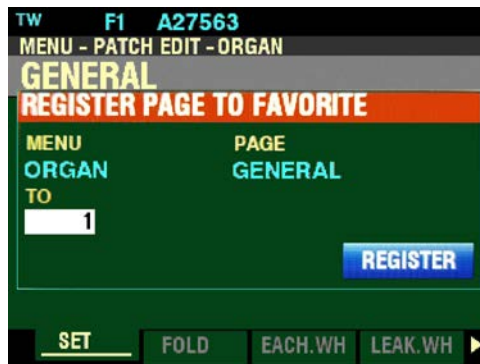 TW F1 A27563
MENU - PATCH EDIT - ORGAN
GENERAL
REGISTER PAGE TO FAVORITE
MENU PAGE
ORGAN GENERAL
TO
1
REGISTER
SET FOLD EACH.WH LEAK.WH